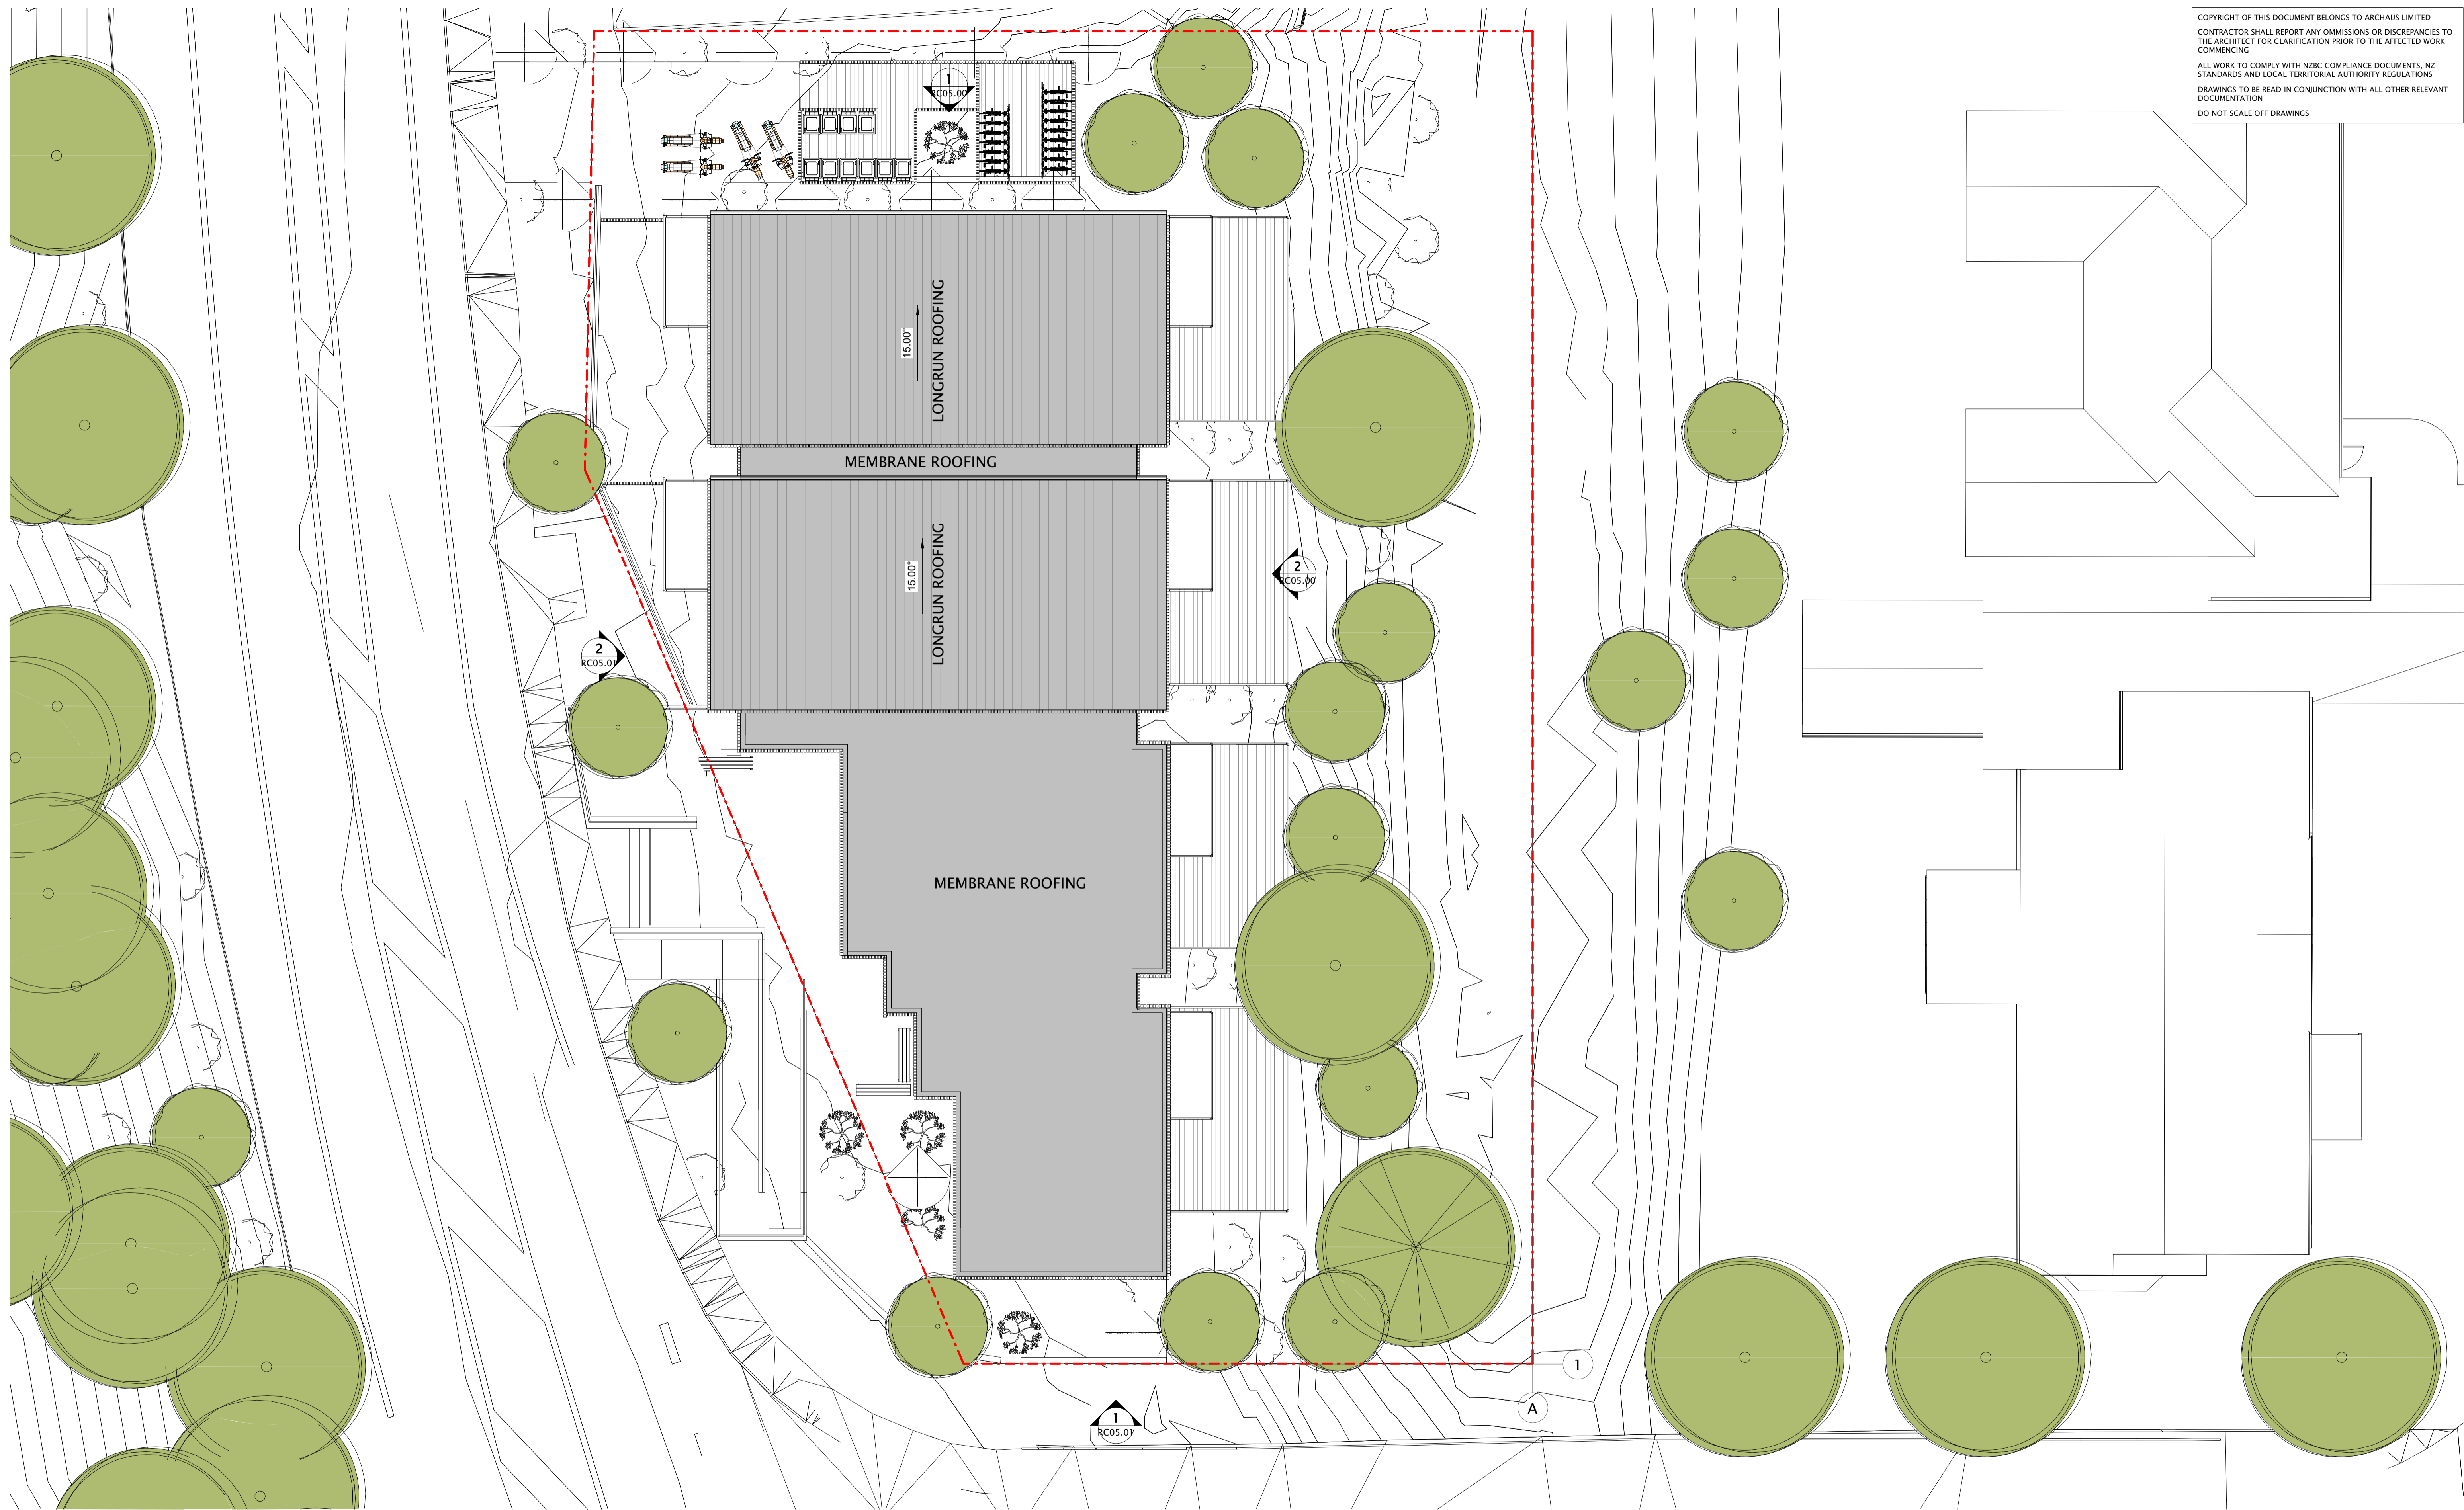 COPYRIGHT OF THIS DOCUMENT BELONGS TO ARCHAUS LIMITED
CONTRACTOR SHALL REPORT ANY OMMISSIONS OR DISCREPANCIES TO
THE ARCHITECT FOR CLARIFICATION PRIOR TO THE AFFECTED WORK
COMMENCING
ALL WORK TO COMPLY WITH NZBC COMPLIANCE DOCUMENTS, NZ
STANDARDS AND LOCAL TERRITORIAL AUTHORITY REGULATIONS
DRAWINGS TO BE READ IN CONJUNCTION WITH ALL OTHER RELEVANT
DOCUMENTATION
DO NOT SCALE OFF DRAWINGS
1
RC05.00
15.00°
LONGRUN ROOFING
MEMBRANE ROOFING
15.00°
LONGRUN ROOFING
2
RC05.00
2
RC05.01
MEMBRANE ROOFING
1
A
1
RC05.01